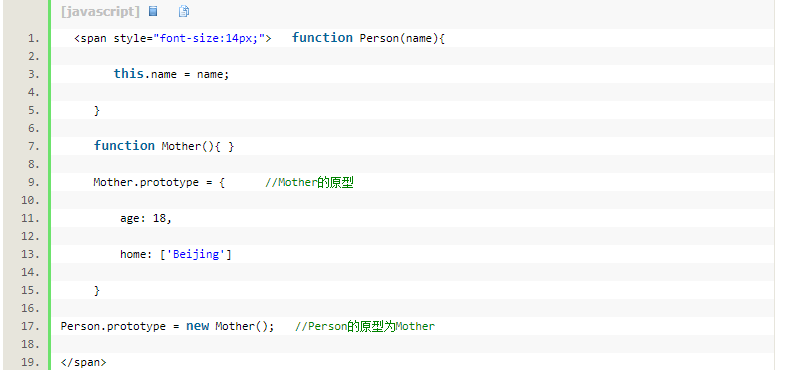 [javascript]
1. <span style="font-size:14px;">   function Person(name){
2.
3. this.name = name;
4.
5. }
6.
7. function Mother(){ }
8.
9. Mother.prototype = {      //Mother的原型
10.
11. age: 18,
12.
13. home: ['Beijing']
14.
15. }
16.
17. Person.prototype = new Mother();   //Person的原型为Mother
18.
19. </span>